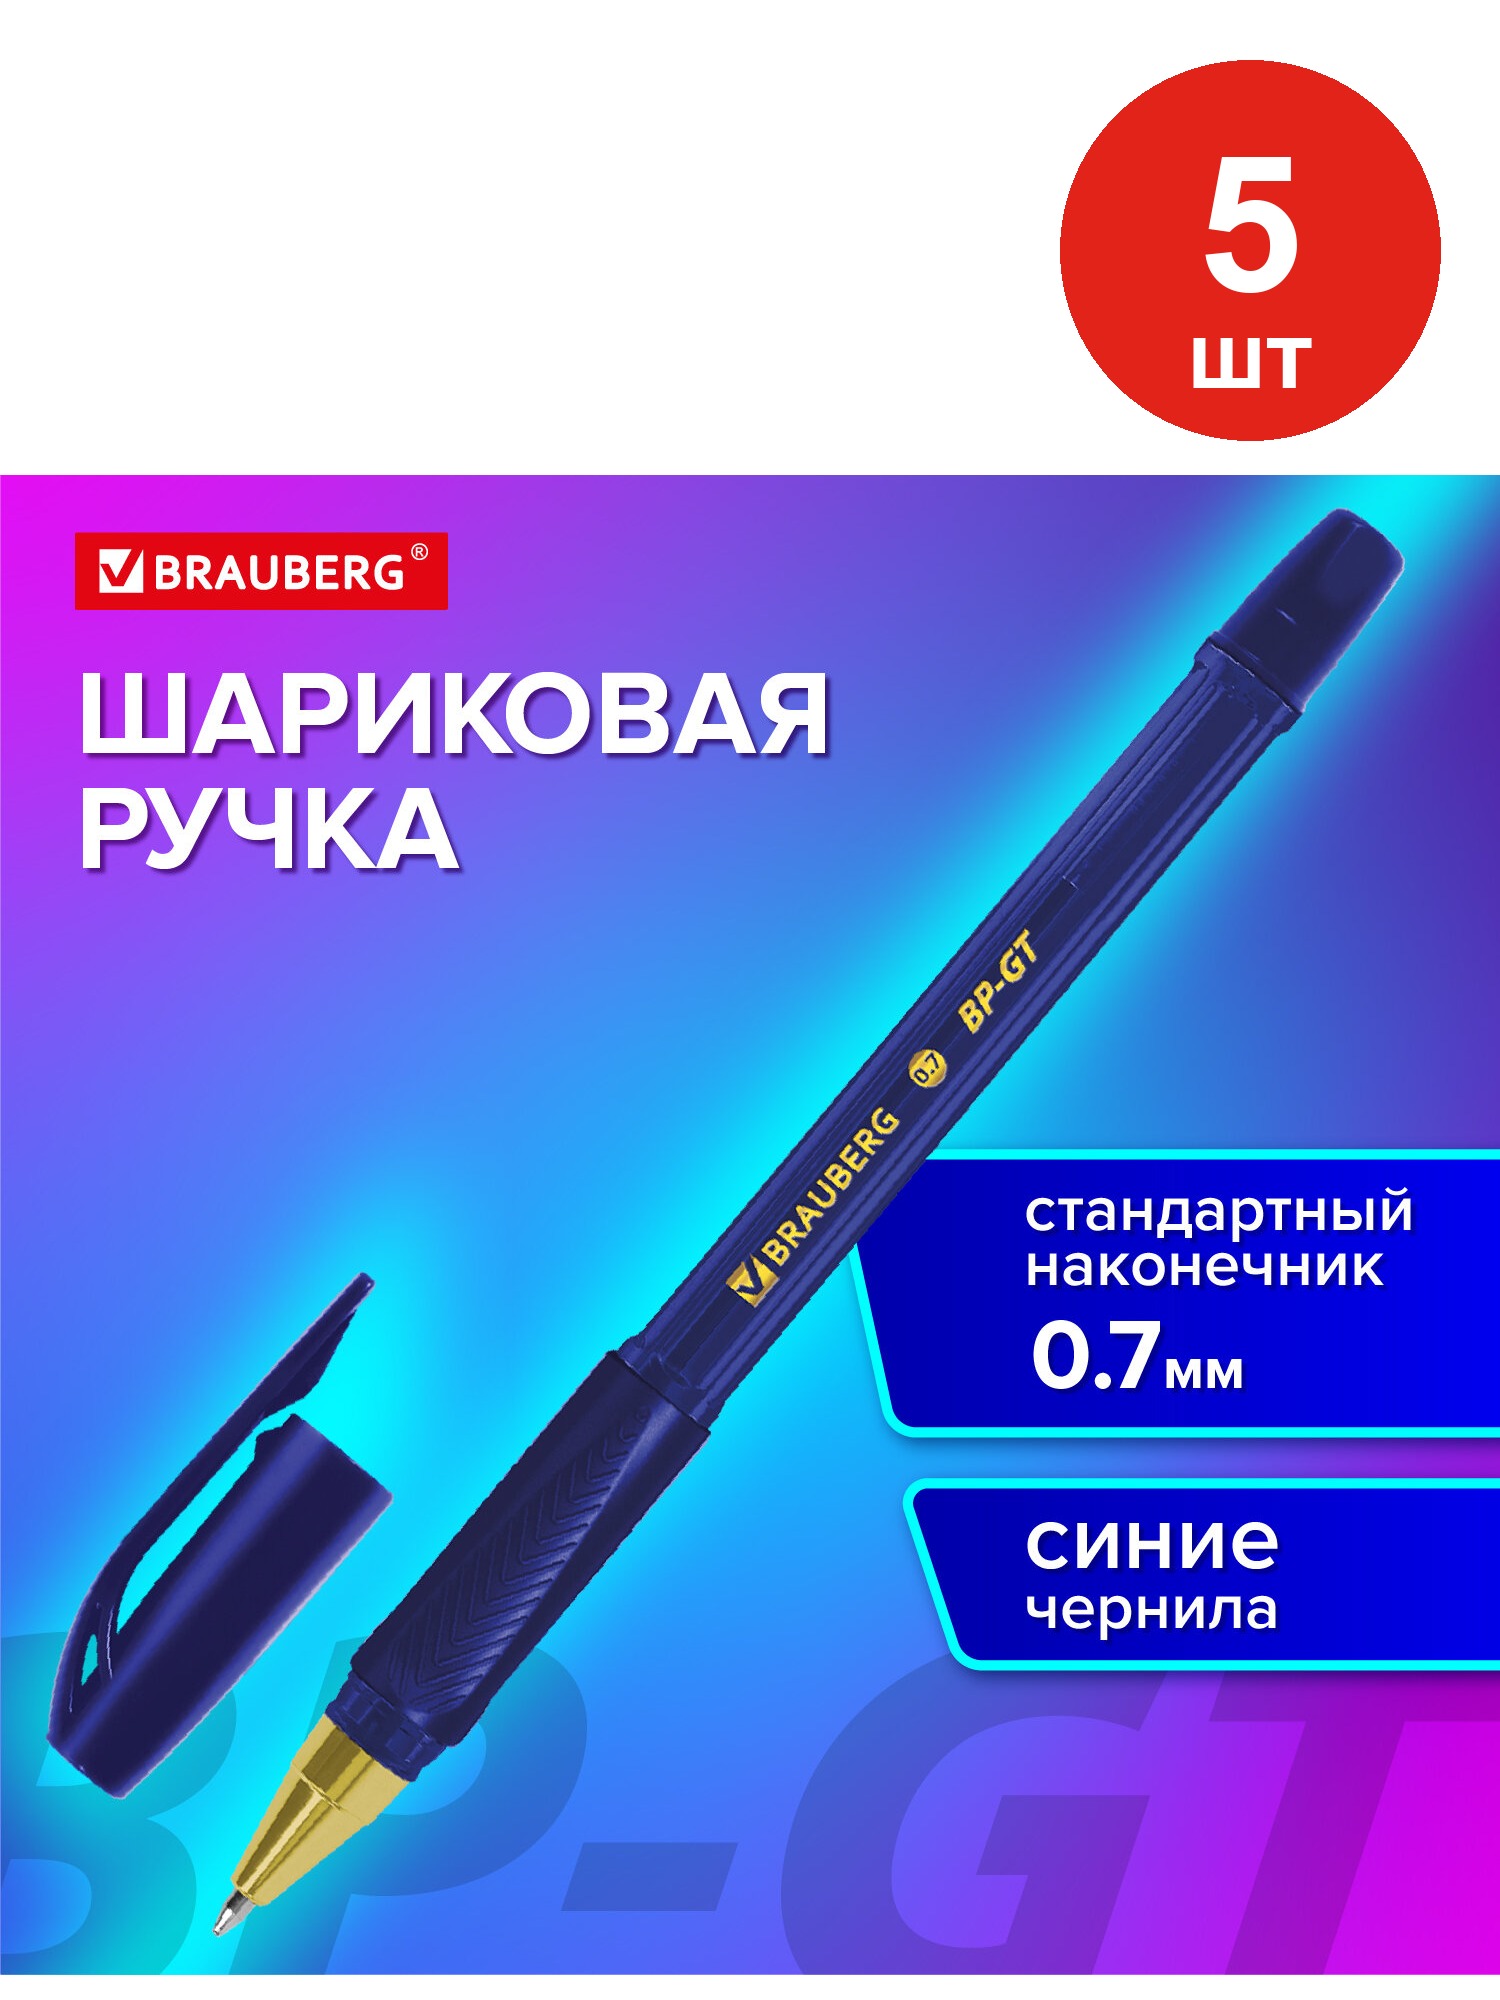 5
шт
BRAUBERG®
ШАРИКОВАЯ
РУЧКА
BRAUBERG 0.7 BP-GT
стандартный
наконечник
0.7мм
синие
чернила
BP-GT